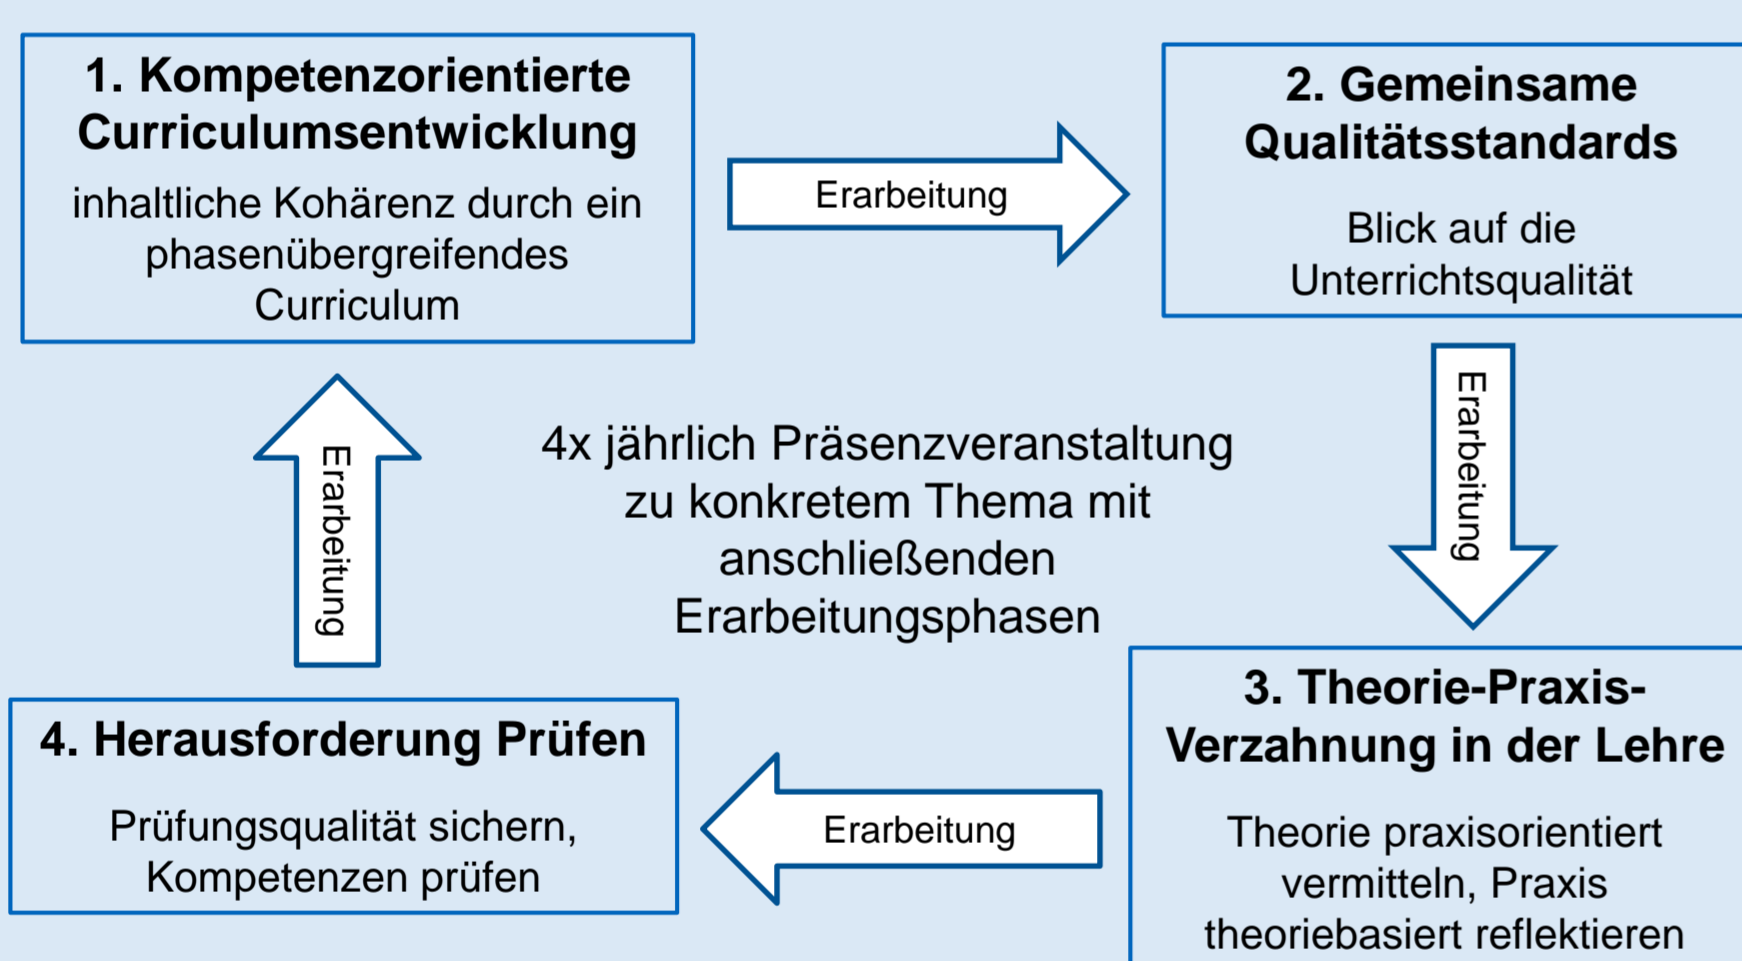 1. Kompetenzorientierte
Curriculumsentwicklung
inhaltliche Kohärenz durch ein
phasenübergreifendes
Curriculum
Erarbeitung
2. Gemeinsame
Qualitätsstandards
Blick auf die
Unterrichtsqualität
Erarbeitung
3. Theorie-Praxis-
Verzahnung in der Lehre
Theorie praxisorientiert
vermitteln, Praxis
theoriebasiert reflektieren
Erarbeitung
4. Herausforderung Prüfen
Prüfungsqualität sichern,
Kompetenzen prüfen
Erarbeitung
4x jährlich Präsenzveranstaltung
zu konkretem Thema mit
anschließenden
Erarbeitungsphasen